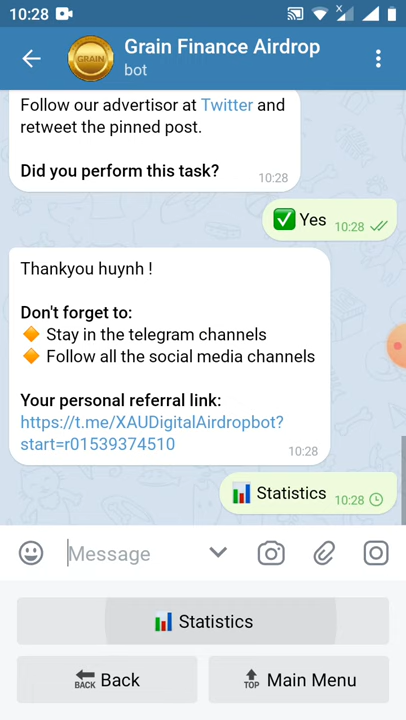 10:28
Grain Finance Airdrop
GRAIN
bot
Follow our advertisor at Twitter and
retweet the pinned post.
Did you perform this task?
10:28
✅ Yes 10:28
Thankyou huynh !
Don't forget to:
🔶 Stay in the telegram channels
🔶 Follow all the social media channels
Your personal referral link:
https://t.me/XAUDigitalAirdropbot?
start=r01539374510
10:28
📊 Statistics 10:28
Message
📊 Statistics
BACK Back
TOP Main Menu